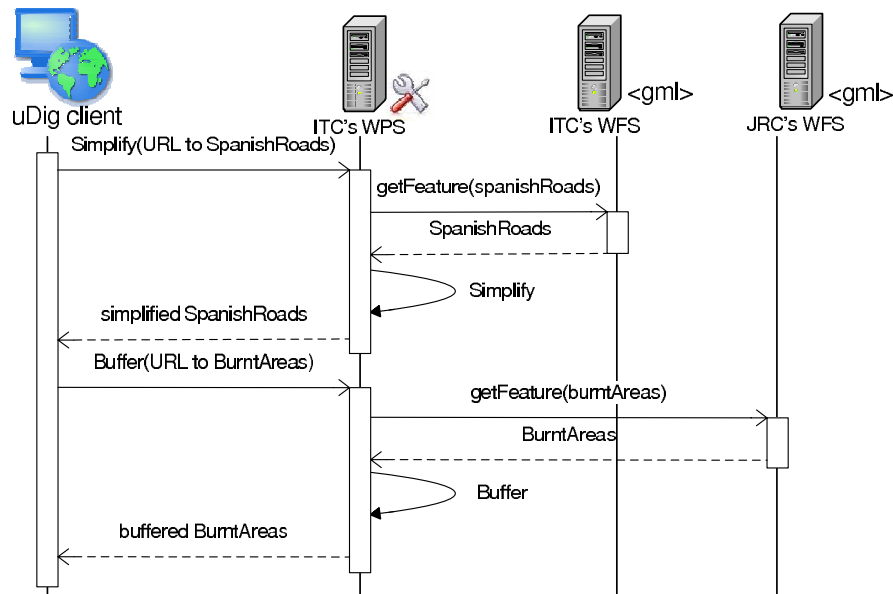 <gml>
<gml>
uDig client
ITC's WPS
ITC's WFS
JRC's WFS
Simplify(URL to SpanishRoads)
getFeature(spanishRoads)
SpanishRoads
Simplify
simplified SpanishRoads
Buffer(URL to BurntAreas)
getFeature(burntAreas)
BurntAreas
Buffer
buffered BurntAreas